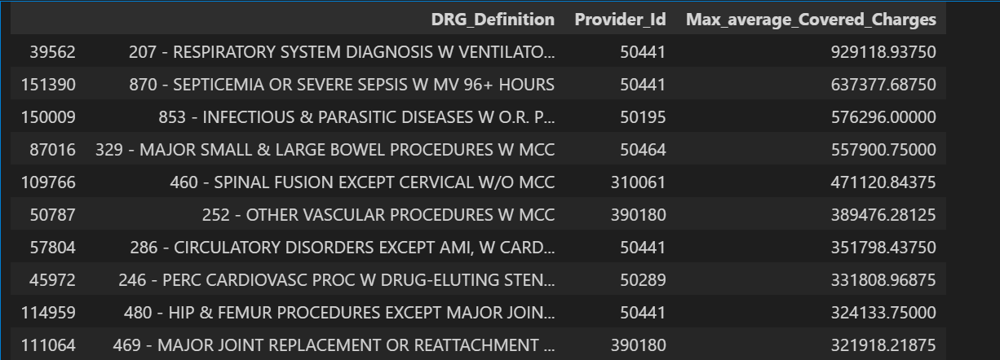 DRG_Definition Provider_Id Max_average_Covered_Charges
39562 207 - RESPIRATORY SYSTEM DIAGNOSIS W VENTILATO... 50441 929118.93750
151390 870 - SEPTICEMIA OR SEVERE SEPSIS W MV 96+ HOURS 50441 637377.68750
150009 853 - INFECTIOUS & PARASITIC DISEASES W O.R. P... 50195 576296.00000
87016 329 - MAJOR SMALL & LARGE BOWEL PROCEDURES W MCC 50464 557900.75000
109766 460 - SPINAL FUSION EXCEPT CERVICAL W/O MCC 310061 471120.84375
50787 252 - OTHER VASCULAR PROCEDURES W MCC 390180 389476.28125
57804 286 - CIRCULATORY DISORDERS EXCEPT AMI, W CARD... 50441 351798.43750
45972 246 - PERC CARDIOVASC PROC W DRUG-ELUTING STEN... 50289 331808.96875
114959 480 - HIP & FEMUR PROCEDURES EXCEPT MAJOR JOIN... 50441 324133.75000
111064 469 - MAJOR JOINT REPLACEMENT OR REATTACHMENT ... 390180 321918.21875